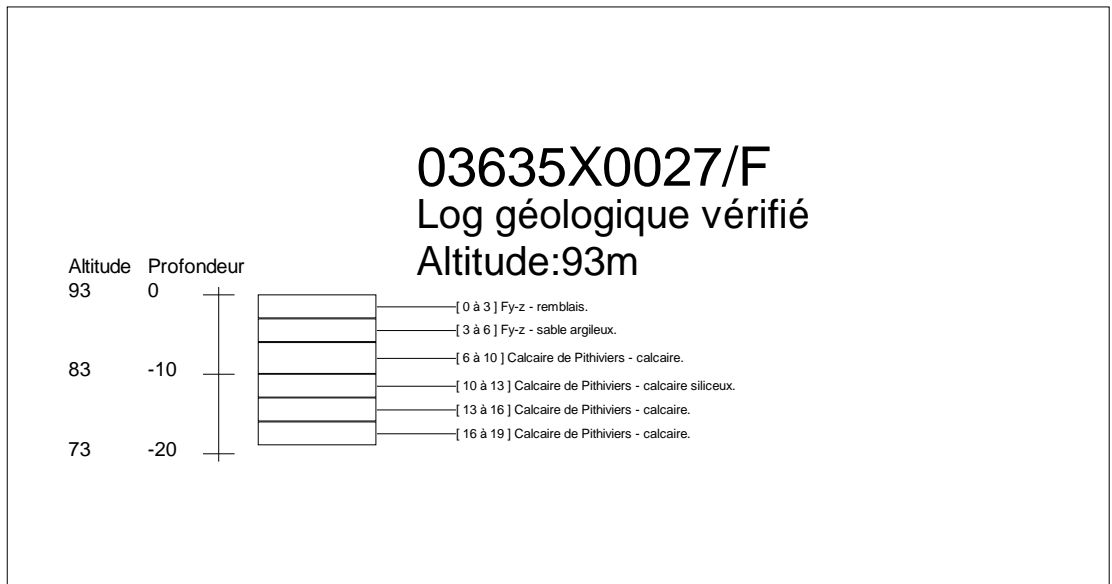 03635X0027/F
Log géologique vérifié
Altitude:93m
Altitude Profondeur
93 0
[ 0 à 3 ] Fy-z - remblais.
[ 3 à 6 ] Fy-z - sable argileux.
[ 6 à 10 ] Calcaire de Pithiviers - calcaire.
83 -10
[ 10 à 13 ] Calcaire de Pithiviers - calcaire siliceux.
[ 13 à 16 ] Calcaire de Pithiviers - calcaire.
[ 16 à 19 ] Calcaire de Pithiviers - calcaire.
73 -20